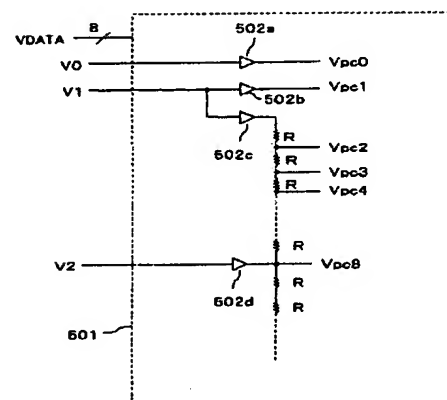 502a
8
VDATA
V0
Vpc0
V1
Vpc1
502b
502c
R
Vpc2
R
Vpc3
R
Vpc4
R
V2
Vpc8
R
502d
R
501